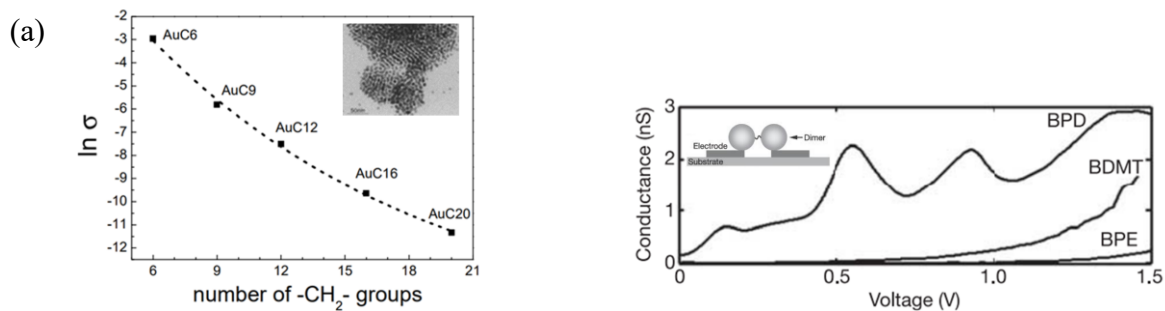 (a)
ln σ
-2
-3
-4
-5
-6
-7
-8
-9
-10
-11
-12
AuC6
AuC9
AuC12
AuC16
AuC20
6 9 12 15 18 21
number of -CH₂- groups
Conductance (nS)
3
2
1
0
Electrode
Dimer
Substrate
BPD
BDMT
BPE
0 0.5 1.0 1.5
Voltage (V)